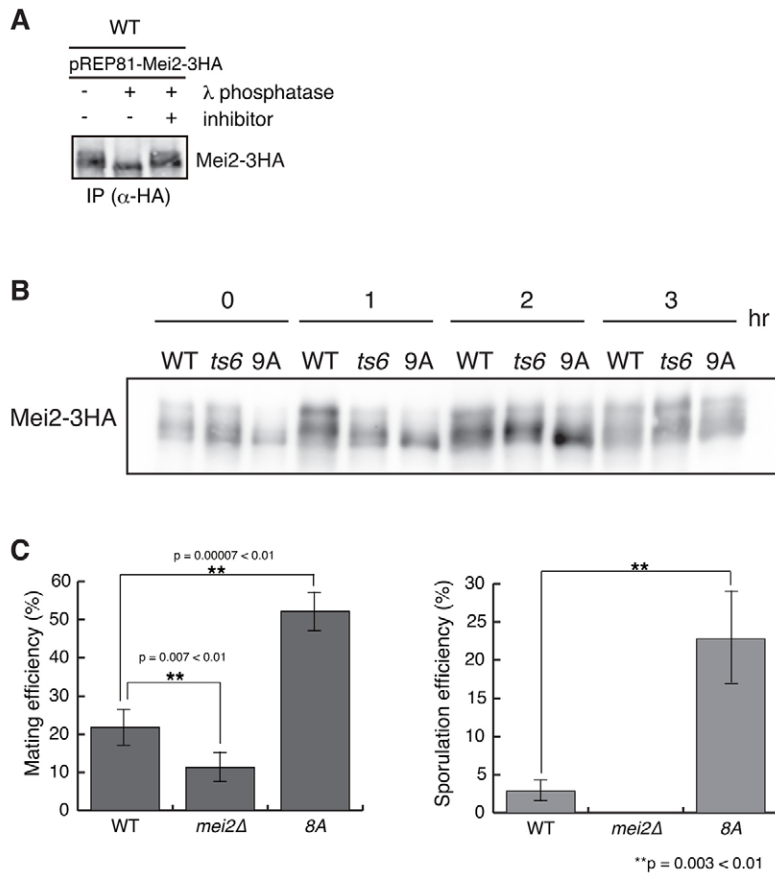 A
WT
pREP81-Mei2-3HA
- + + λ phosphatase
- - + inhibitor
Mei2-3HA
IP (α-HA)
B
0 1 2 3 hr
WT ts6 9A WT ts6 9A WT ts6 9A WT ts6 9A
Mei2-3HA
C
p = 0.00007 < 0.01
**
p = 0.007 < 0.01
**
Mating efficiency (%)
60
50
40
30
20
10
0
WT mei2Δ 8A
**
Sporulation efficiency (%)
30
25
20
15
10
5
0
WT mei2Δ 8A
**p = 0.003 < 0.01